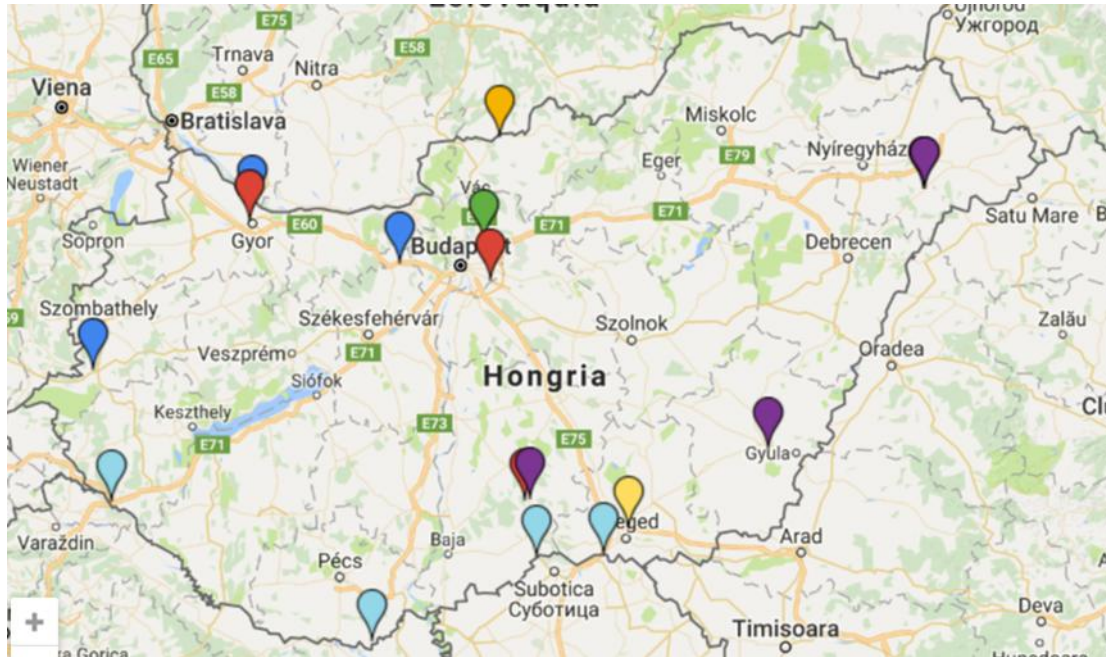 E75
Ужгород
E65
Trnava
E58
Nitra
Viena
E58
Miskolc
Bratislava
Wiener
Neustadt
Eger
E79
Nyíregyház
Vác
E71
Satu Mare
Sopron
Gyor
E60
E71
Budapest
Debrecen
Szombathely
Székesfehérvár
Szolnok
Zalău
Veszprém
E71
Oradea
Siófok
Hongria
Keszthely
E73
E71
E75
Gyula
Varaždin
Baja
eged
Arad
Pécs
Subotica
Суботица
Deva
+
Timisoara